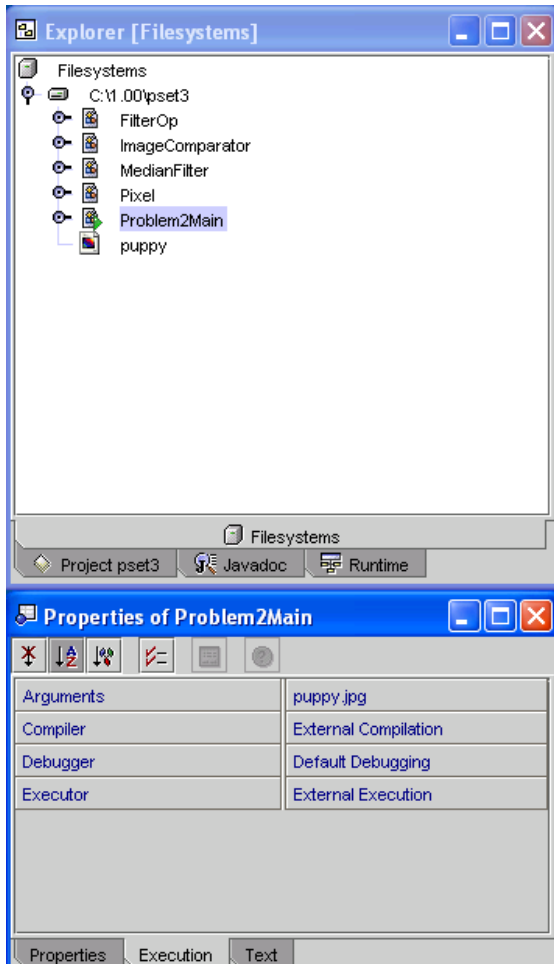 Explorer [Filesystems]
Filesystems
C:\1.00\pset3
FilterOp
ImageComparator
MedianFilter
Pixel
Problem2Main
puppy
Filesystems
Project pset3 Javadoc Runtime
Properties of Problem2Main
Arguments puppy.jpg
Compiler External Compilation
Debugger Default Debugging
Executor External Execution
Properties Execution Text